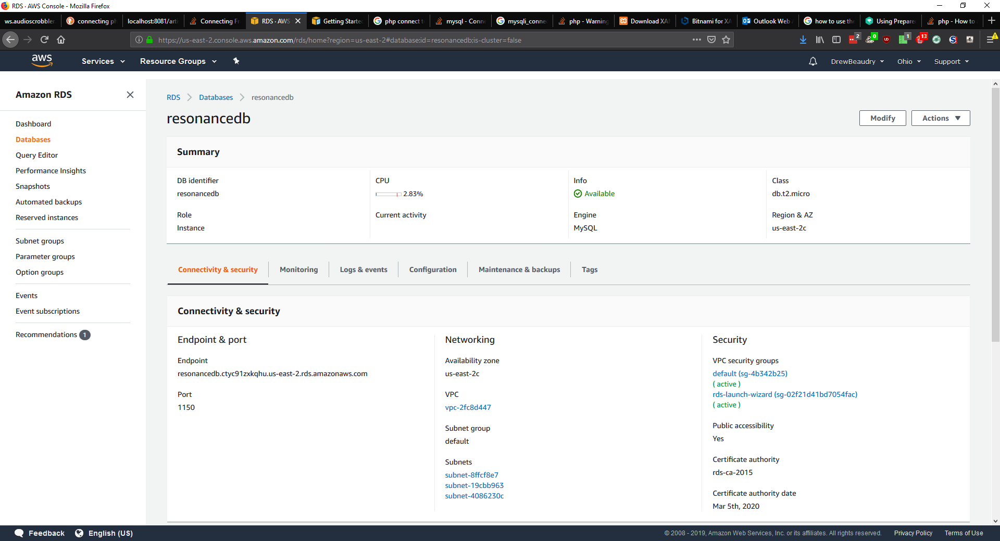 RDS · AWS Console - Mozilla Firefox
ws.audioscrobbler.
connecting ph
localhost:8081/arti
Connecting Fr
RDS · AWS
Getting Starte
php connect t
mysql - Conne
mysqli_conne
php - Warning
Download XA
Bitnami for XA
Outlook Web
how to use the
Using Prepare
php - How to
https://us-east-2.console.aws.amazon.com/rds/home?region=us-east-2#database:id=resonancedb;is-cluster=false
2
0
1
13
aws
Services
Resource Groups
DrewBeaudry
Ohio
Support
Amazon RDS
Dashboard
Databases
Query Editor
Performance Insights
Snapshots
Automated backups
Reserved instances
Subnet groups
Parameter groups
Option groups
Events
Event subscriptions
Recommendations 1
RDS
Databases
resonancedb
resonancedb
Modify
Actions
Summary
DB identifier
resonancedb
CPU
2.83%
Info
Available
Class
db.t2.micro
Role
Instance
Current activity
Engine
MySQL
Region & AZ
us-east-2c
Connectivity & security
Monitoring
Logs & events
Configuration
Maintenance & backups
Tags
Connectivity & security
Endpoint & port
Endpoint
resonancedb.ctyc91zxkqhu.us-east-2.rds.amazonaws.com
Port
1150
Networking
Availability zone
us-east-2c
VPC
vpc-2fc8d447
Subnet group
default
Subnets
subnet-8ffcf8e7
subnet-19cbb963
subnet-4086230c
Security
VPC security groups
default (sg-4b342b25)
( active )
rds-launch-wizard (sg-02f21d41bd7054fac)
( active )
Public accessibility
Yes
Certificate authority
rds-ca-2015
Certificate authority date
Mar 5th, 2020
Feedback
English (US)
© 2008 - 2019, Amazon Web Services, Inc. or its affiliates. All rights reserved.
Privacy Policy
Terms of Use